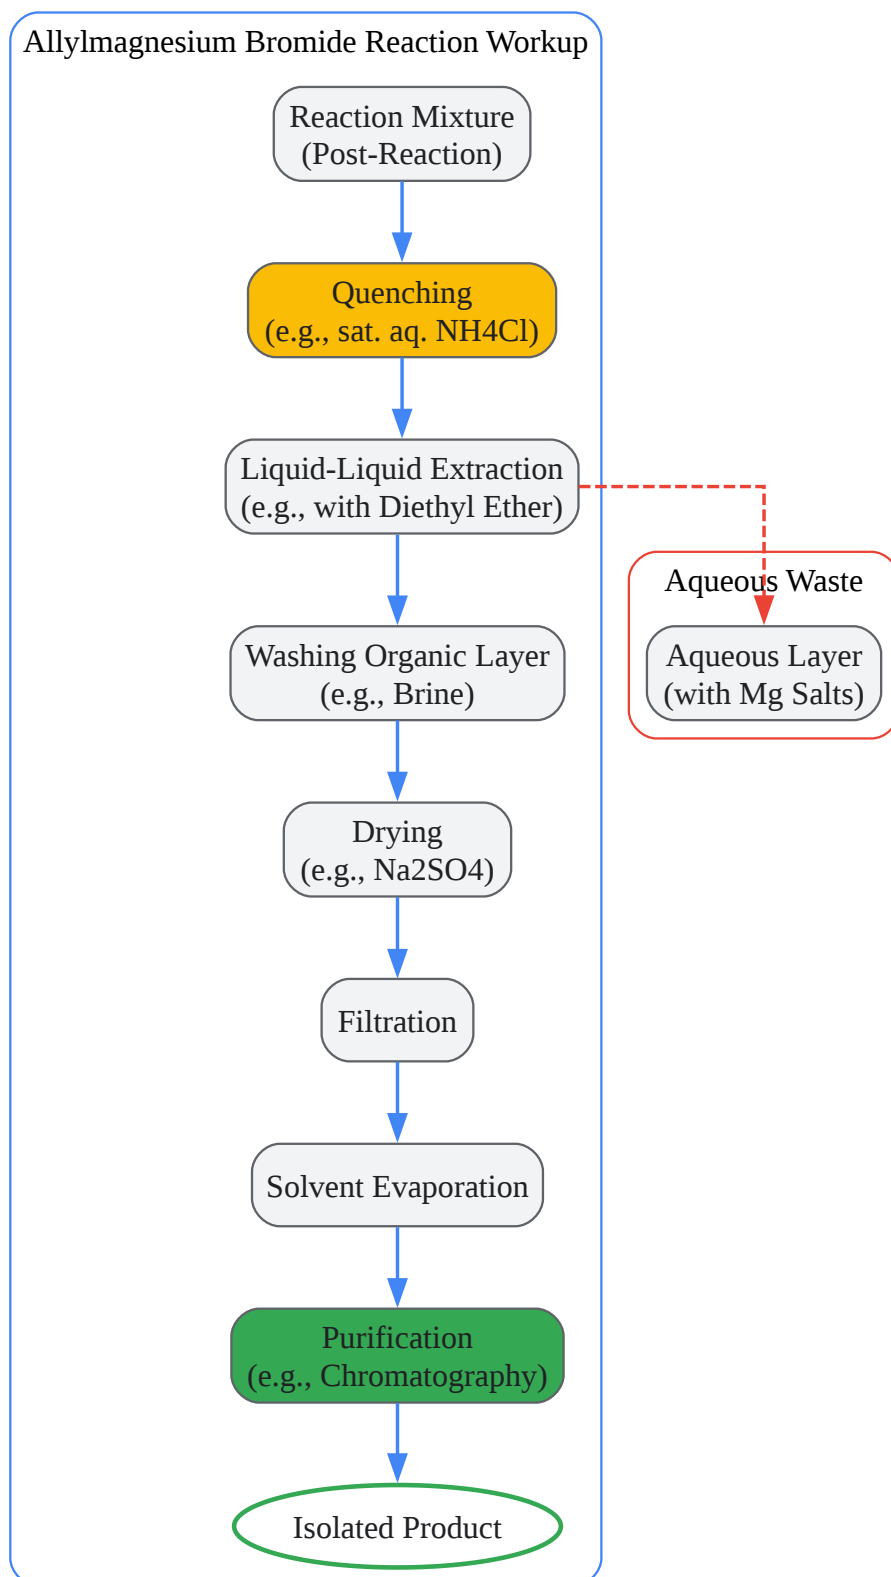 Allylmagnesium Bromide Reaction Workup
Reaction Mixture
(Post-Reaction)
Quenching
(e.g., sat. aq. NH4Cl)
Liquid-Liquid Extraction
(e.g., with Diethyl Ether)
Aqueous Waste
Washing Organic Layer
(e.g., Brine)
Aqueous Layer
(with Mg Salts)
Drying
(e.g., Na2SO4)
Filtration
Solvent Evaporation
Purification
(e.g., Chromatography)
Isolated Product